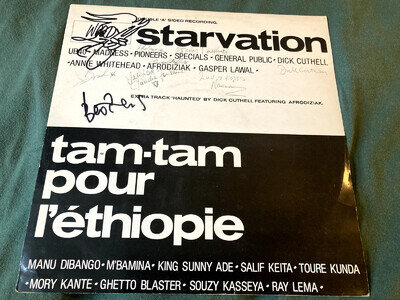 'A' SIDED RECORDING.
starvation
UB40 · MADNESS · PIONEERS · SPECIALS · GENERAL PUBLIC · DICK CUTHELL
· ANNIE WHITEHEAD · AFRODIZIAK · GASPER LAWAL ·
EXTRA TRACK 'HAUNTED' BY DICK CUTHELL FEATURING AFRODIZIAK.
tam-tam
pour
l'éthiopie
MANU DIBANGO · M'BAMINA · KING SUNNY ADE · SALIF KEITA · TOURE KUNDA
· MORY KANTE · GHETTO BLASTER · SOUZY KASSEYA · RAY LEMA ·